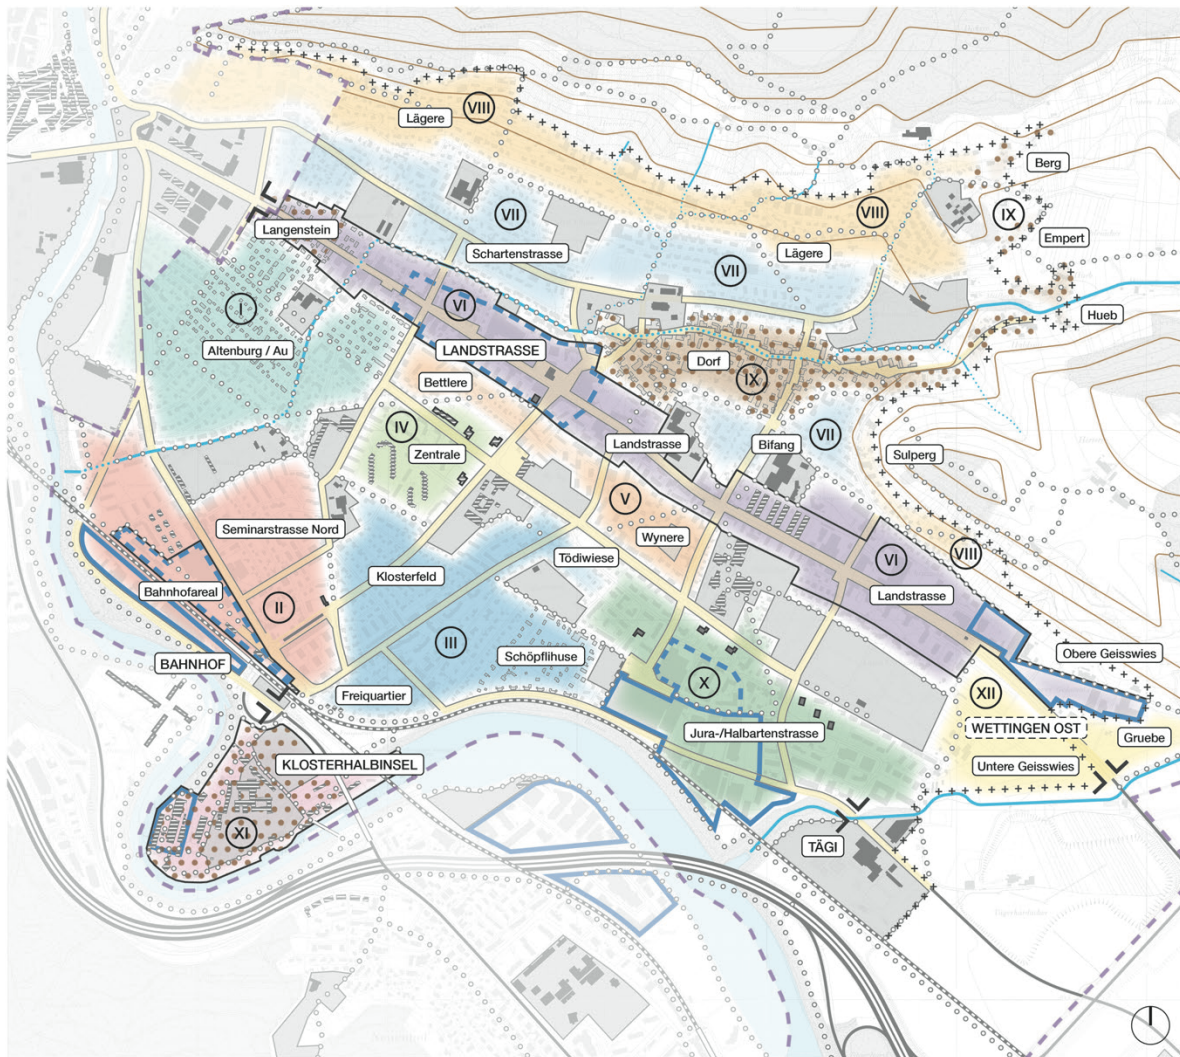 VIII
Lägere
Berg
VII
VIII
IX
Langenstein
Empert
Schartenstrasse
Lägere
VII
I
VI
Hueb
Altenburg / Au
LANDSTRASSE
Dorf
Bettlere
IX
IV
Landstrasse
Bifang
VII
Zentrale
Sulperg
V
Seminarstrasse Nord
Wynere
Tödiwiese
VI
VIII
Klosterfeld
Bahnhofareal
Landstrasse
II
III
Schöpflihuse
Obere Geisswies
BAHNHOF
X
XII
Freiquartier
Jura-/Halbartenstrasse
WETTINGEN OST
Gruebe
KLOSTERHALBINSEL
Untere Geisswies
XI
TÄGI